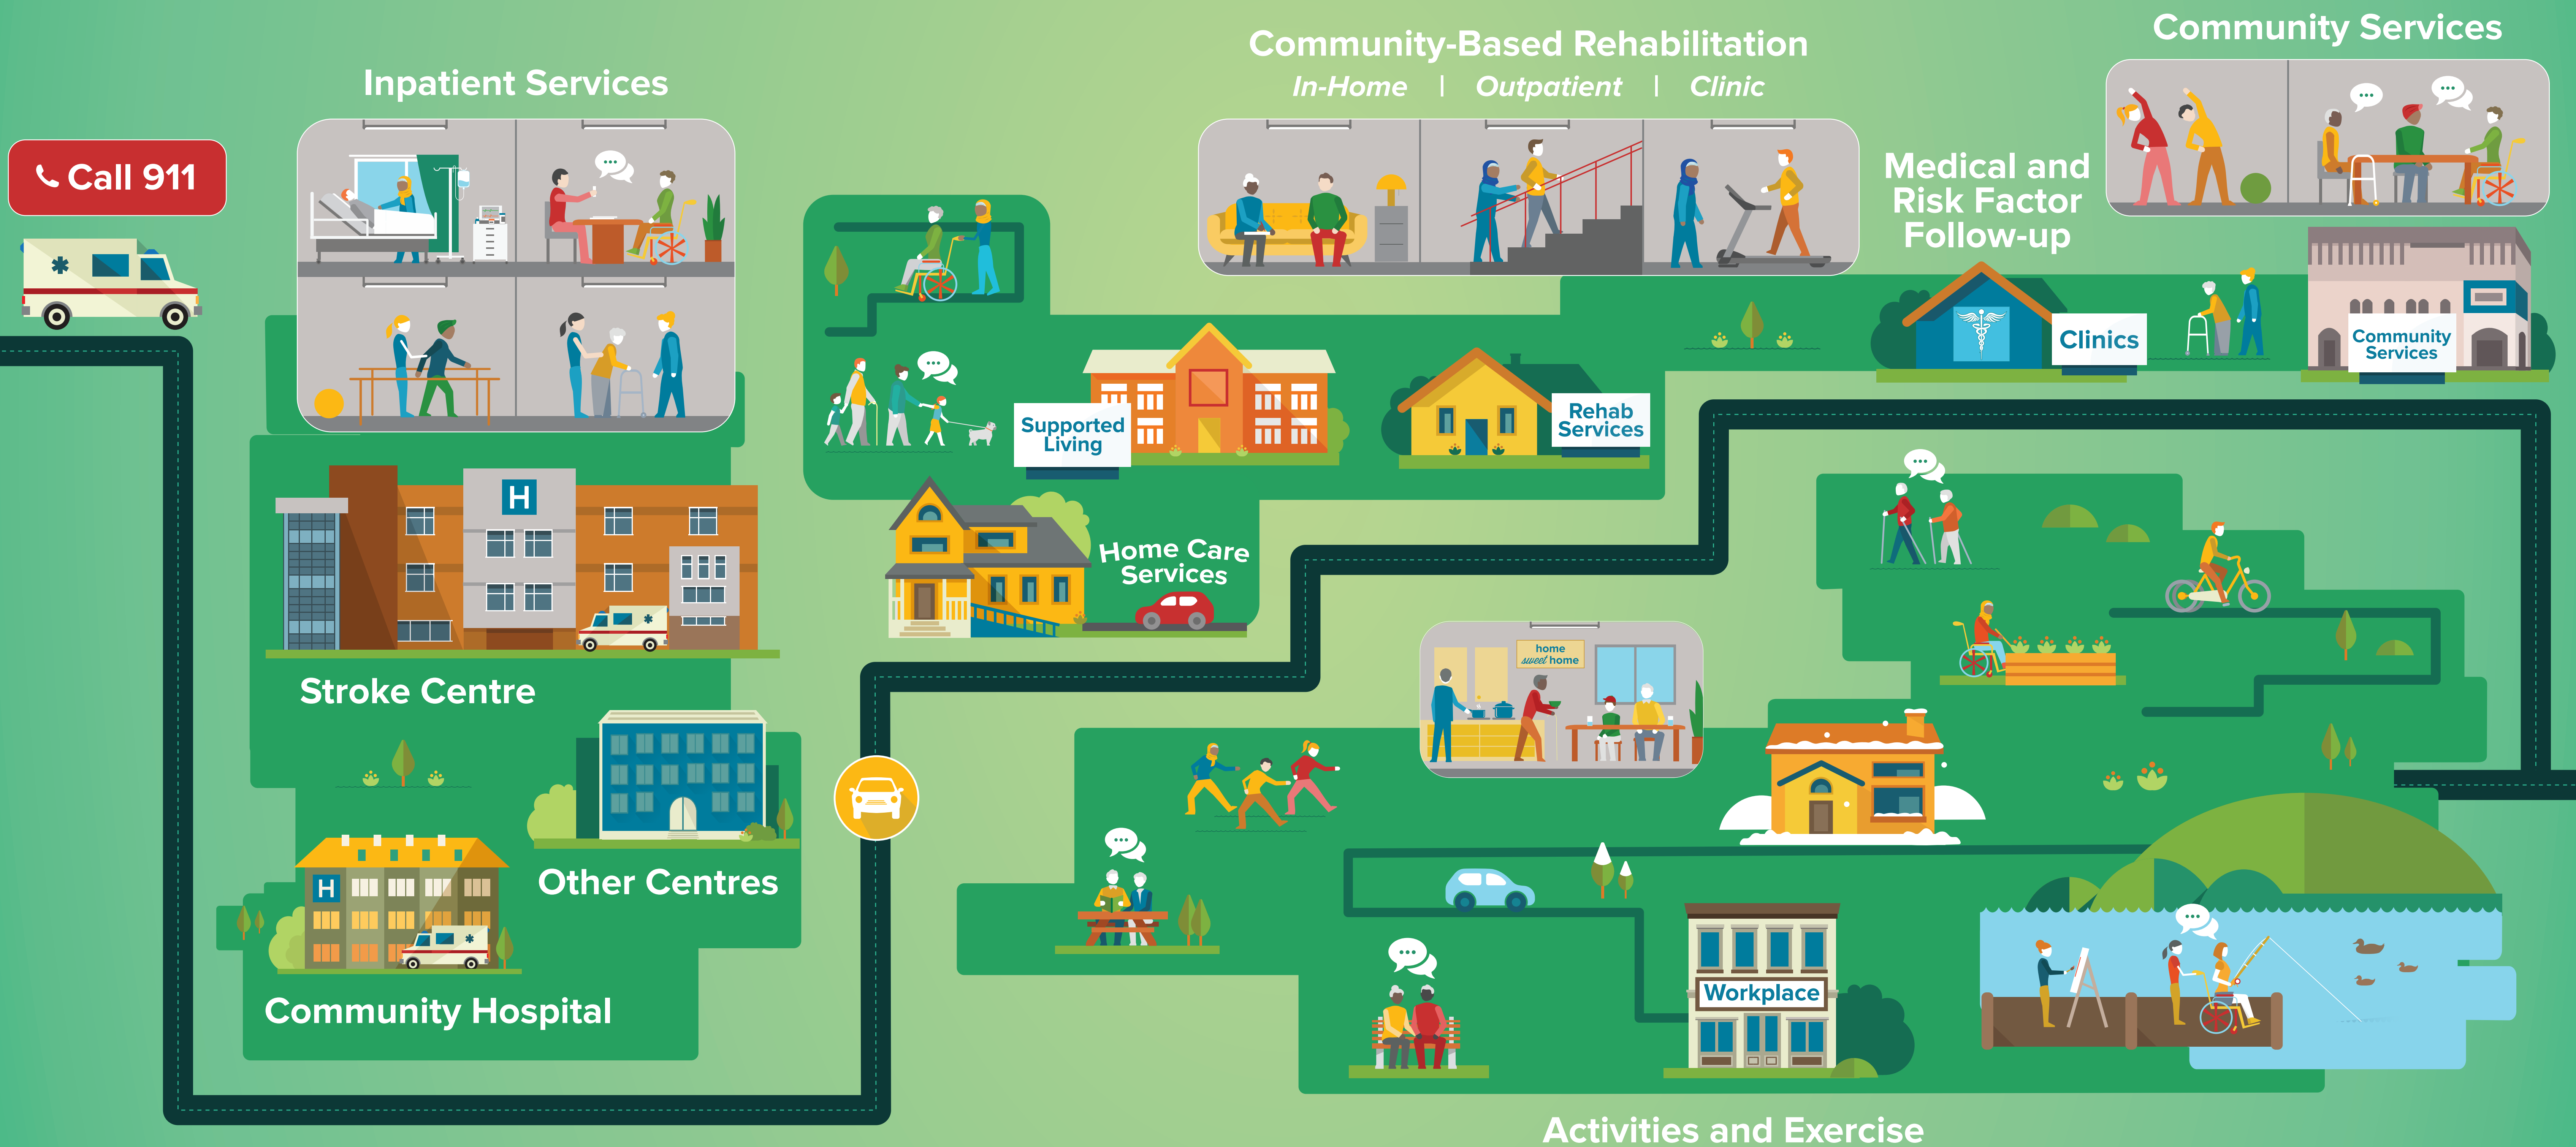 Call 911
Inpatient Services
H
Stroke Centre
Other Centres
H
Community Hospital
Supported
Living
Home Care
Services
Community-Based Rehabilitation
In-Home | Outpatient | Clinic
Rehab
Services
Medical and
Risk Factor
Follow-up
Clinics
Community Services
Community
Services
home
sweet home
Workplace
Activities and Exercise